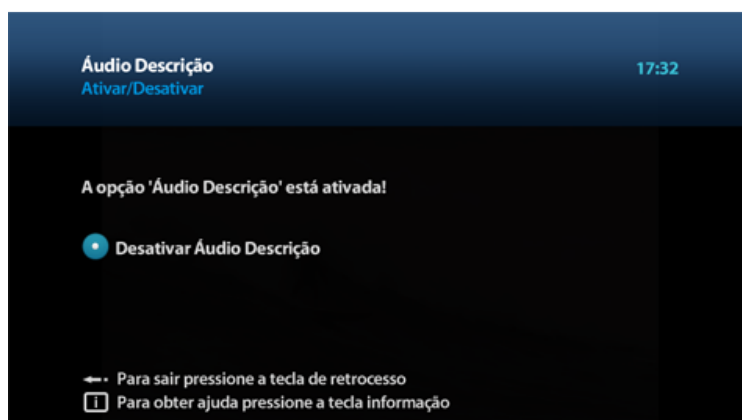 Áudio Descrição
17:32
Ativar/Desativar
A opção 'Áudio Descrição' está ativada!
Desativar Áudio Descrição
Para sair pressione a tecla de retrocesso
i Para obter ajuda pressione a tecla informação